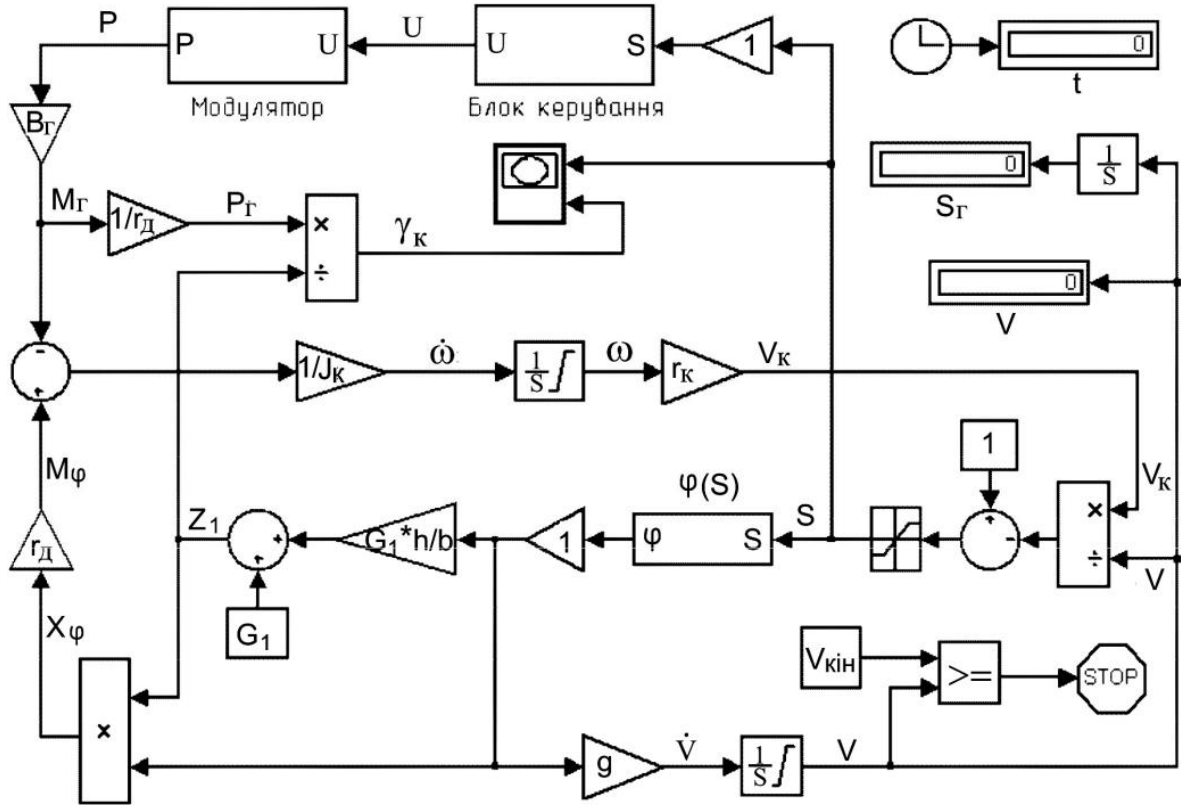 P P U U U S 1 0
t
Модулятор Блок керування
Bг
0 1/S
Sг
Mг 1/rд Pг × ÷
γк
0
V
- +
1/Jк ω̇ 1/S ω rк Vк
1
Mφ
φ(S) Vк
rд
Z1 + + G1*h/b 1 φ S S + - × ÷ V
Xφ
G1
Vкін >= STOP
×
g V̇ 1/S V